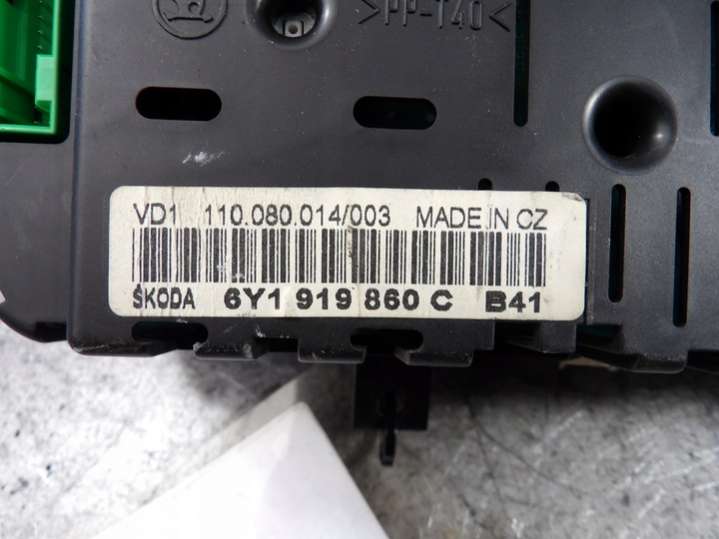 >PP-T40<
VD1 110.080.014/003 MADE IN CZ
ŠKODA 6Y1 919 860 C B41